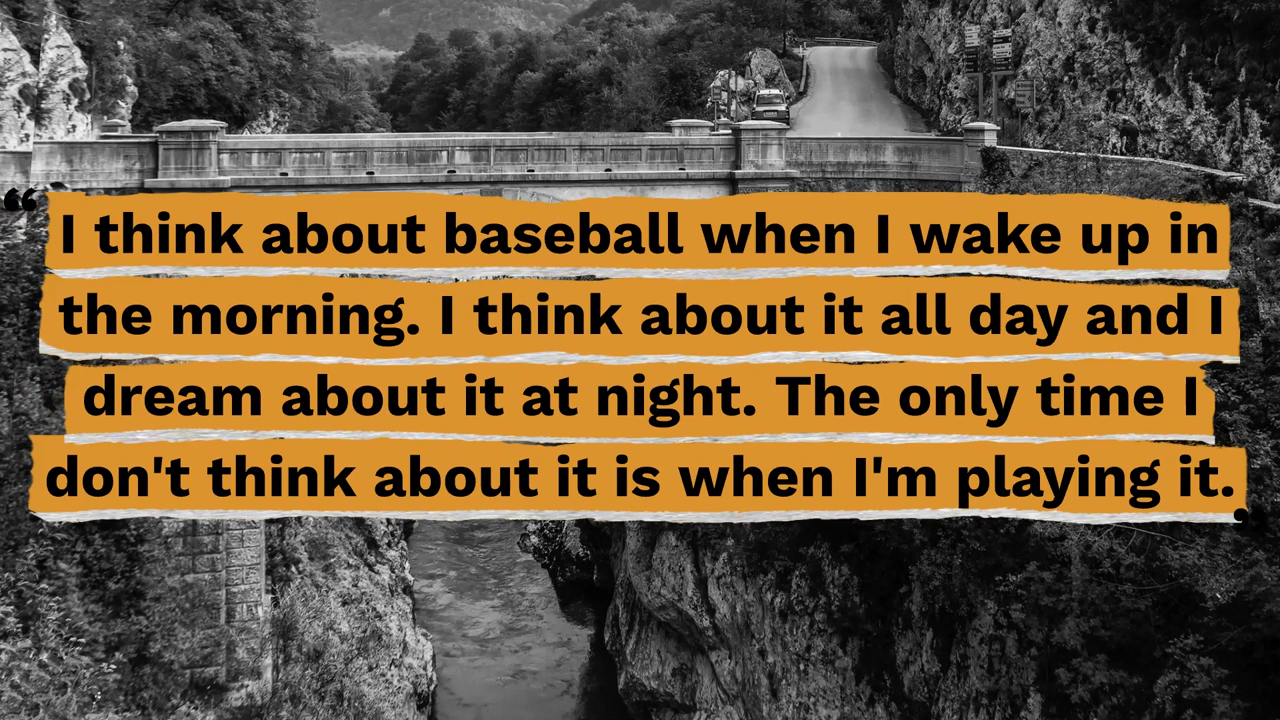 “I think about baseball when I wake up in
the morning. I think about it all day and I
dream about it at night. The only time I
don't think about it is when I'm playing it.